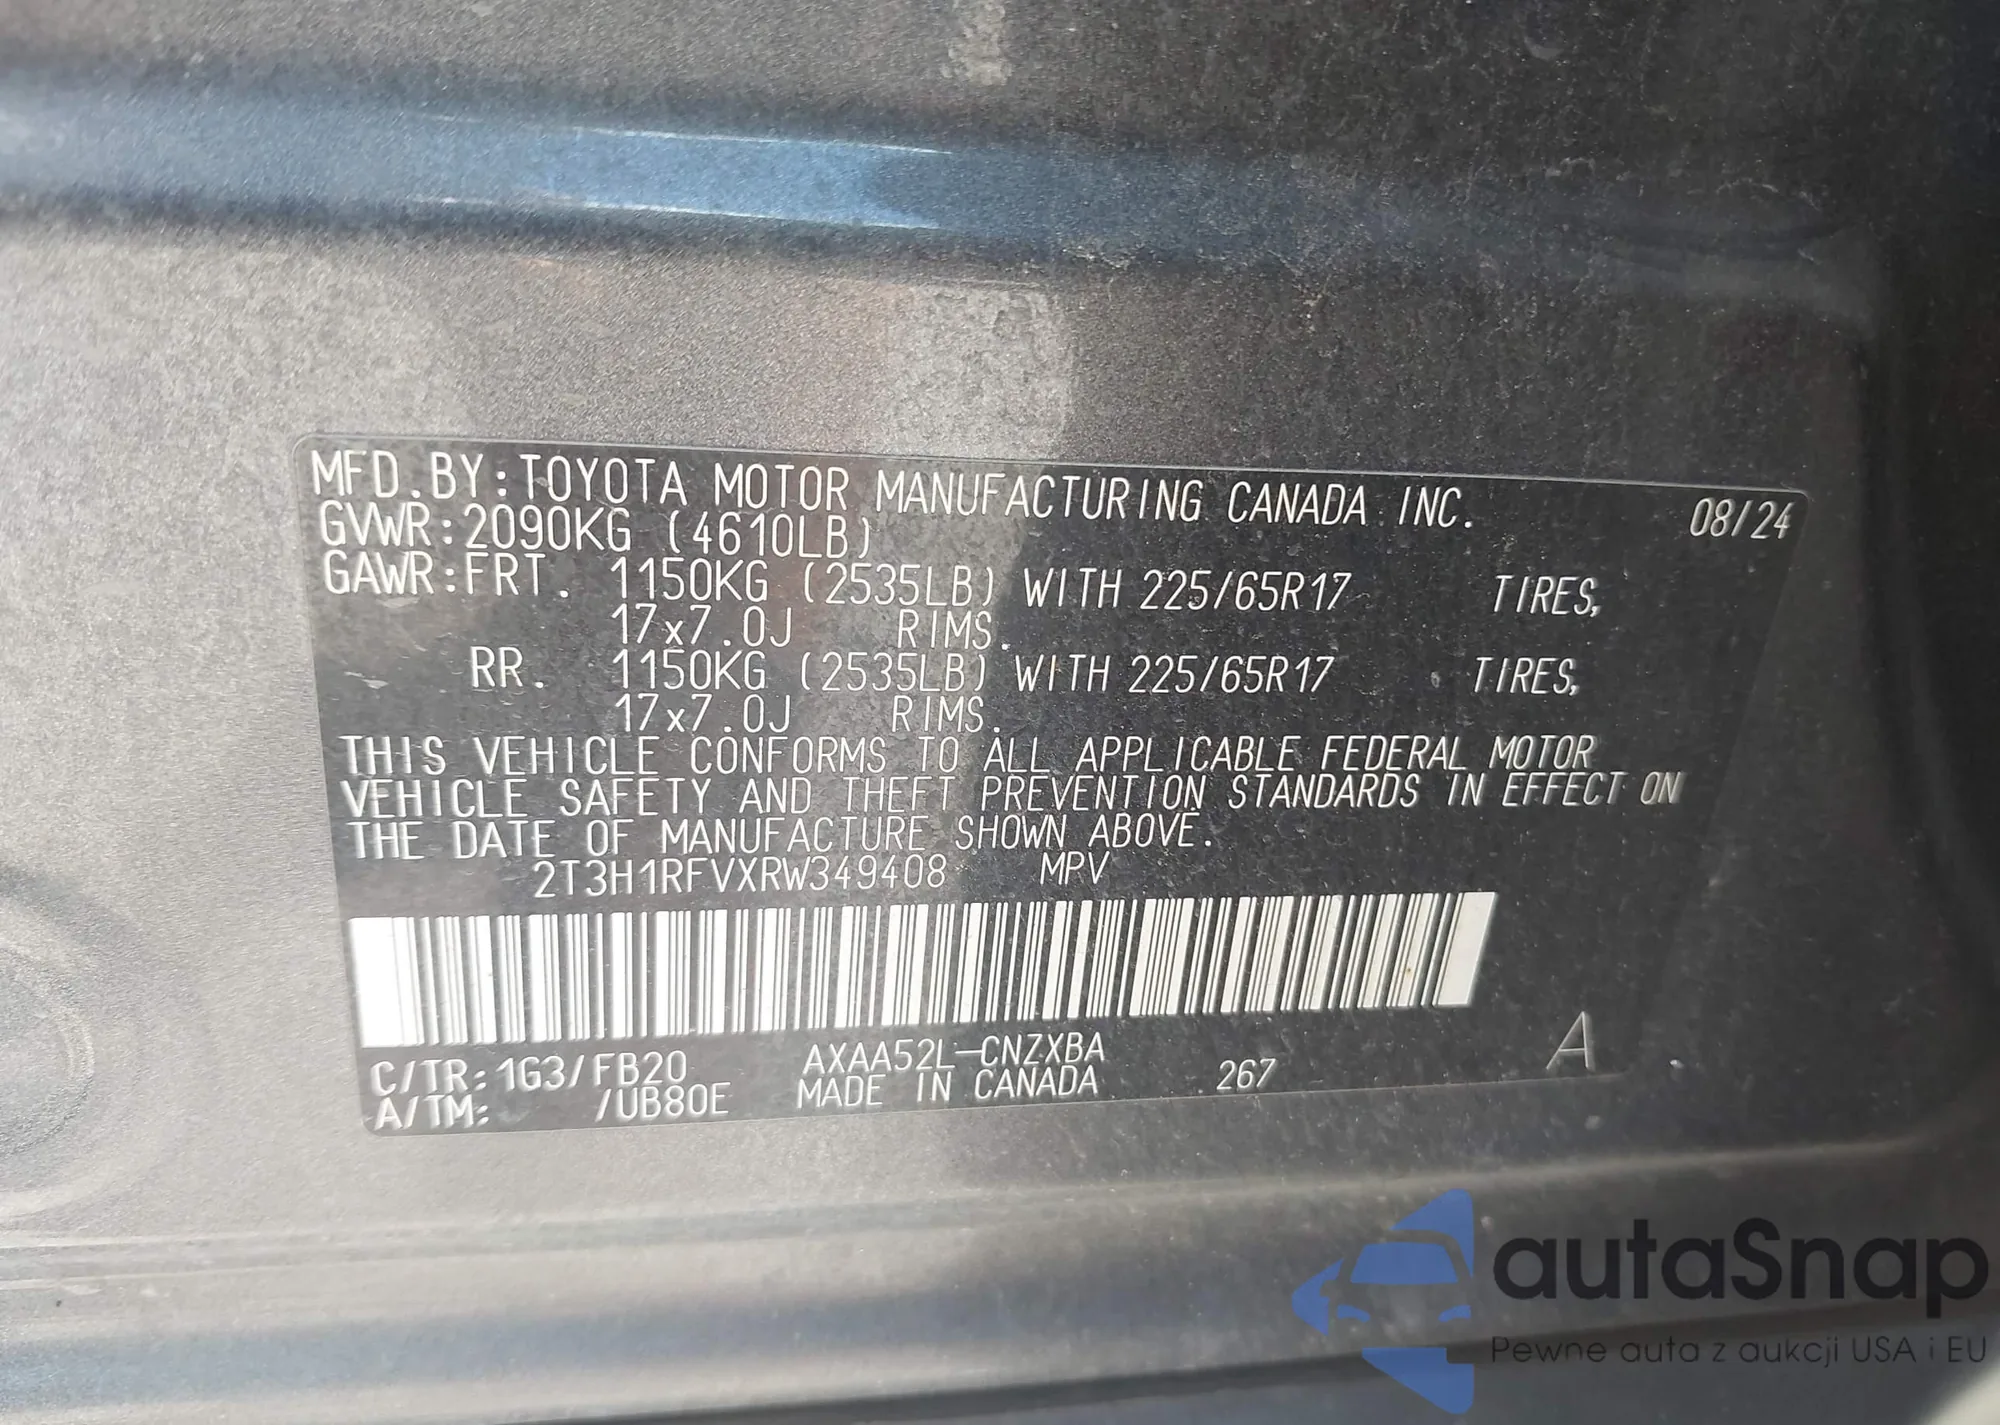 MFD.BY:TOYOTA MOTOR MANUFACTURING CANADA INC. 08/24
GVWR:2090KG (4610LB)
GAWR:FRT. 1150KG (2535LB) WITH 225/65R17 TIRES,
17x7.0J RIMS.
RR. 1150KG (2535LB) WITH 225/65R17 TIRES,
17x7.0J RIMS.
THIS VEHICLE CONFORMS TO ALL APPLICABLE FEDERAL MOTOR
VEHICLE SAFETY AND THEFT PREVENTION STANDARDS IN EFFECT ON
THE DATE OF MANUFACTURE SHOWN ABOVE.
2T3H1RFVXRW349408 MPV
C/TR:1G3/FB20 AXAA52L-CNZXBA
A/TM: /UB80E MADE IN CANADA 267 A
autaSnap
Pewne auta z aukcji USA i EU